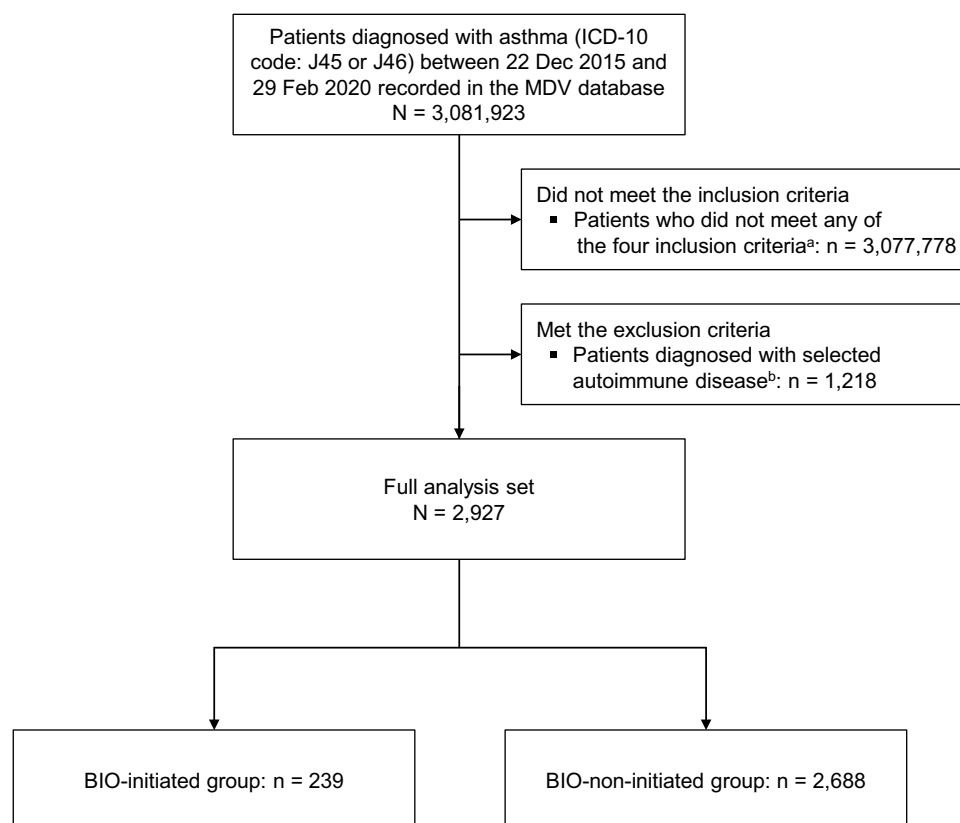 Patients diagnosed with asthma (ICD-10
code: J45 or J46) between 22 Dec 2015 and
29 Feb 2020 recorded in the MDV database
N = 3,081,923
Did not meet the inclusion criteria
▪ Patients who did not meet any of
the four inclusion criteriaᵃ: n = 3,077,778
Met the exclusion criteria
▪ Patients diagnosed with selected
autoimmune diseaseᵇ: n = 1,218
Full analysis set
N = 2,927
BIO-initiated group: n = 239
BIO-non-initiated group: n = 2,688